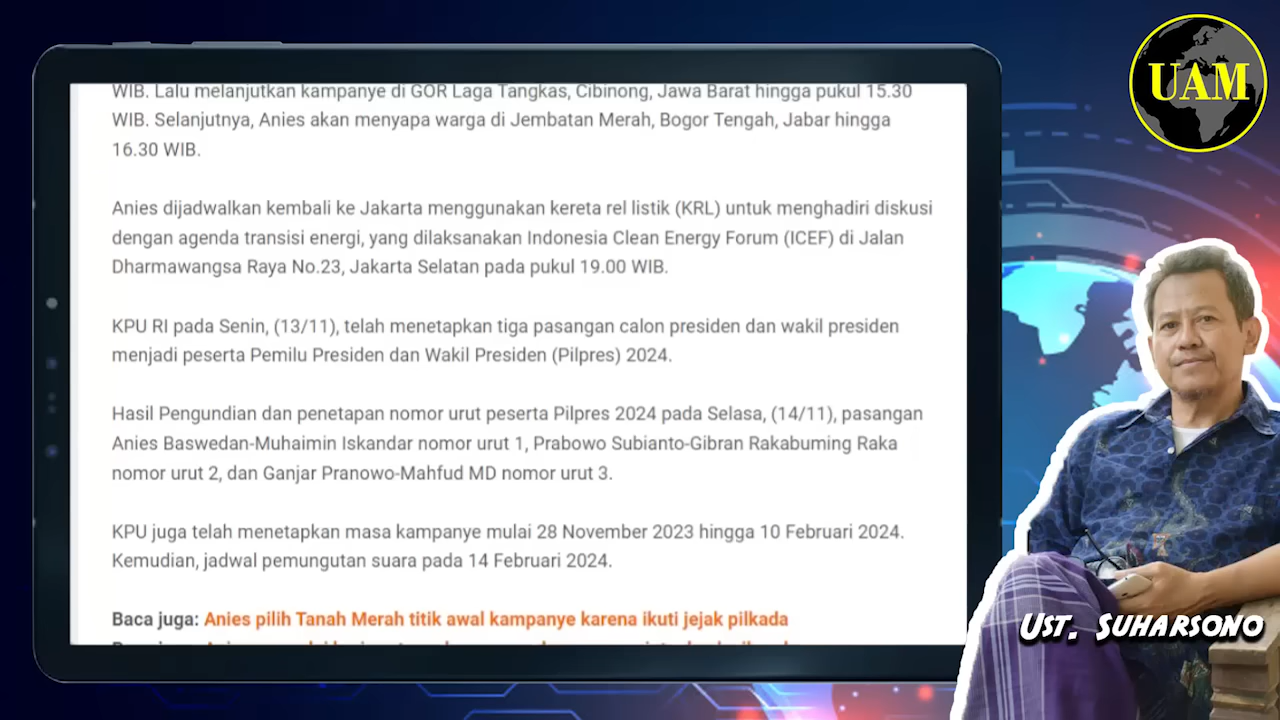 WIB. Lalu melanjutkan kampanye di GOR Laga Tangkas, Cibinong, Jawa Barat hingga pukul 15.30
WIB. Selanjutnya, Anies akan menyapa warga di Jembatan Merah, Bogor Tengah, Jabar hingga
16.30 WIB.
Anies dijadwalkan kembali ke Jakarta menggunakan kereta rel listik (KRL) untuk menghadiri diskusi
dengan agenda transisi energi, yang dilaksanakan Indonesia Clean Energy Forum (ICEF) di Jalan
Dharmawangsa Raya No.23, Jakarta Selatan pada pukul 19.00 WIB.
KPU RI pada Senin, (13/11), telah menetapkan tiga pasangan calon presiden dan wakil presiden
menjadi peserta Pemilu Presiden dan Wakil Presiden (Pilpres) 2024.
Hasil Pengundian dan penetapan nomor urut peserta Pilpres 2024 pada Selasa, (14/11), pasangan
Anies Baswedan-Muhaimin Iskandar nomor urut 1, Prabowo Subianto-Gibran Rakabuming Raka
nomor urut 2, dan Ganjar Pranowo-Mahfud MD nomor urut 3.
KPU juga telah menetapkan masa kampanye mulai 28 November 2023 hingga 10 Februari 2024.
Kemudian, jadwal pemungutan suara pada 14 Februari 2024.
Baca juga: Anies pilih Tanah Merah titik awal kampanye karena ikuti jejak pilkada
UAM
Ust. Suharsono